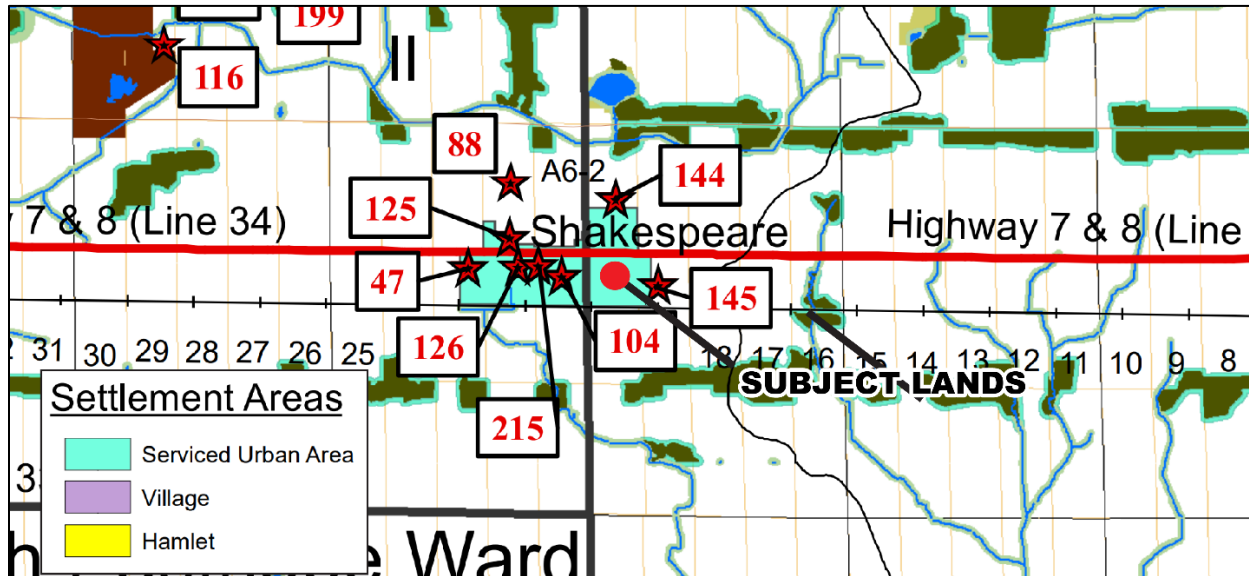 199
116
II
88
A6-2
144
125
Shakespeare
7 & 8 (Line 34)
Highway 7 & 8 (Line
47
145
126
104
31 30 29 28 27 26 25 18 17 16 15 14 13 12 11 10 9 8
SUBJECT LANDS
215
Settlement Areas
Serviced Urban Area
Village
Hamlet
Ward